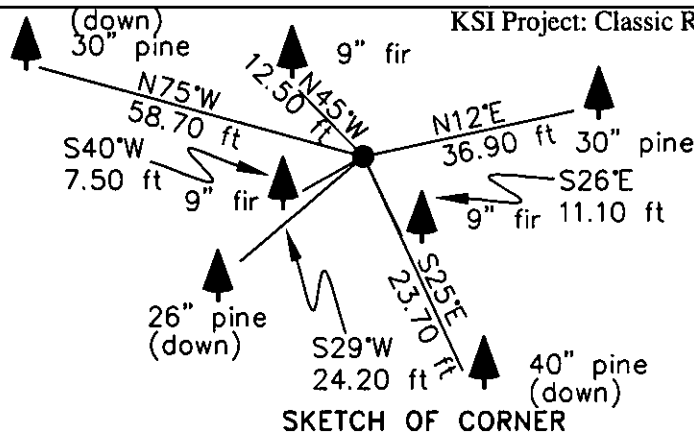 KSI Project: Classic R
(down)
30" pine
9" fir
N75°W
58.70 ft
N45°W
12.50 ft
N12°E
36.90 ft
30" pine
S40°W
7.50 ft
9" fir
S26°E
11.10 ft
9" fir
26" pine
(down)
S29°W
24.20 ft
S25°E
23.70 ft
40" pine
(down)
SKETCH OF CORNER